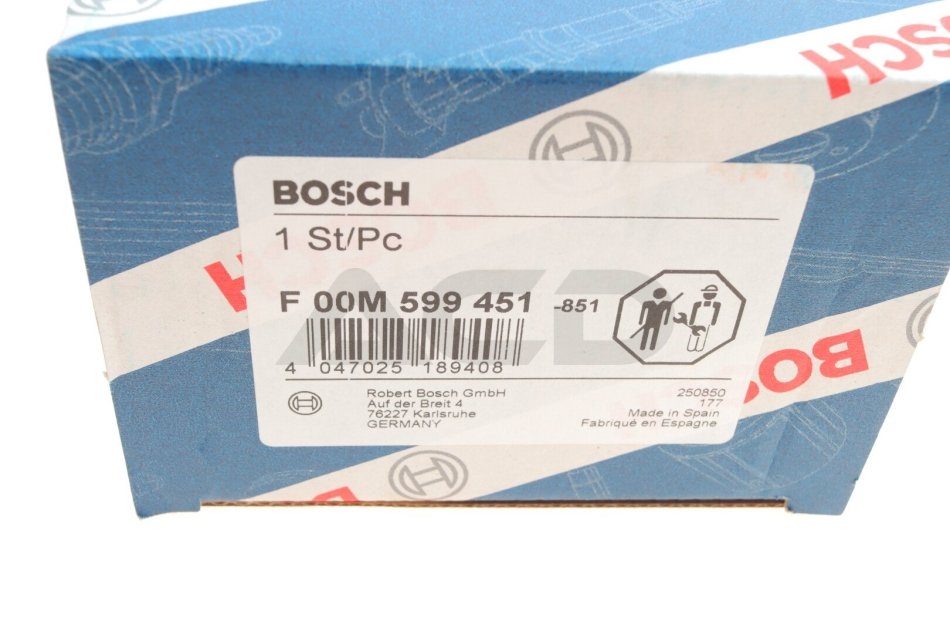 BOSCH
BOSCH
1 St/Pc
F 00M 599 451 -851
4 047025 189408
Robert Bosch GmbH
Auf der Breit 4
76227 Karlsruhe
GERMANY
250850
177
Made in Spain
Fabriqué en Espagne
ACD
BOSCH